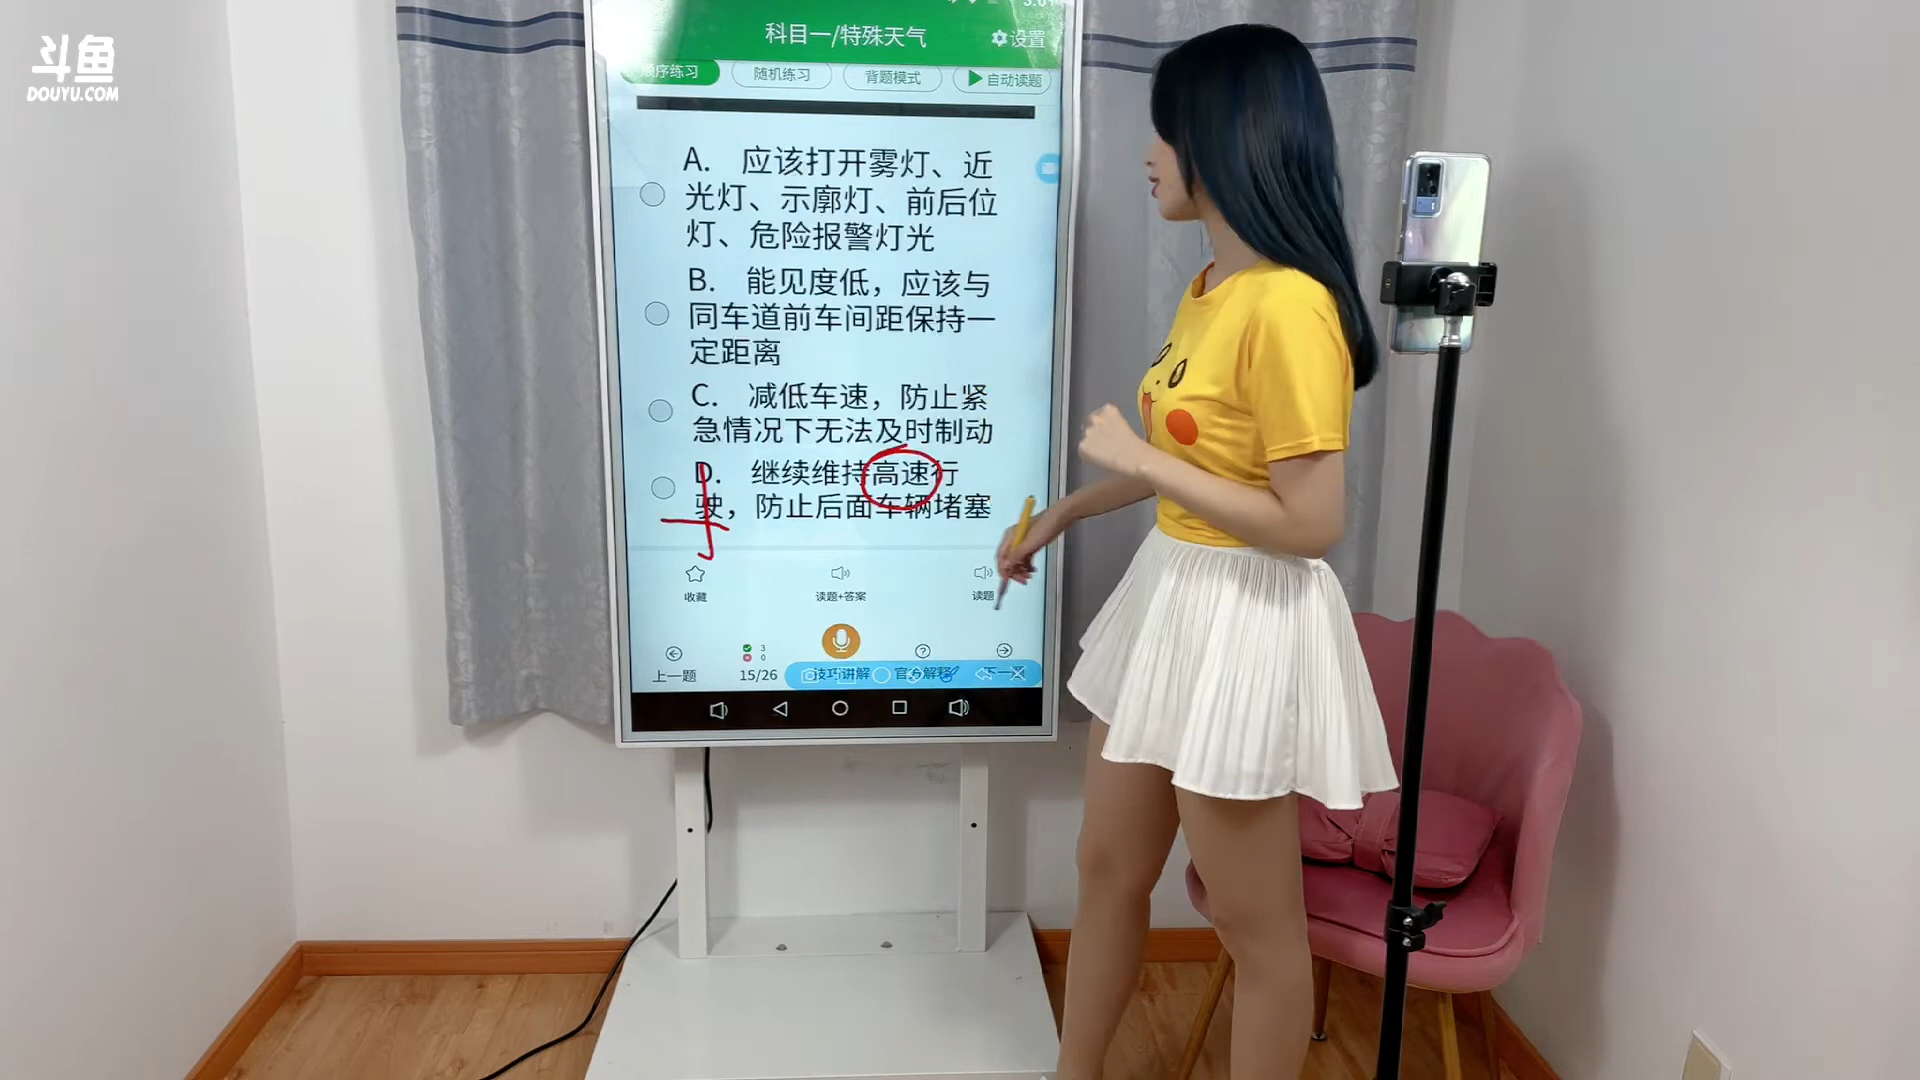 斗鱼
DOUYU.COM
科目一/特殊天气
设置
顺序练习
随机练习
背题模式
自动读题
A. 应该打开雾灯、近
光灯、示廓灯、前后位
灯、危险报警灯光
B. 能见度低，应该与
同车道前车间距保持一
定距离
C. 减低车速，防止紧
急情况下无法及时制动
D. 继续维持高速行
驶，防止后面车辆堵塞
收藏
读题+答案
读题
3
0
上一题
15/26
技巧讲解
官方解释